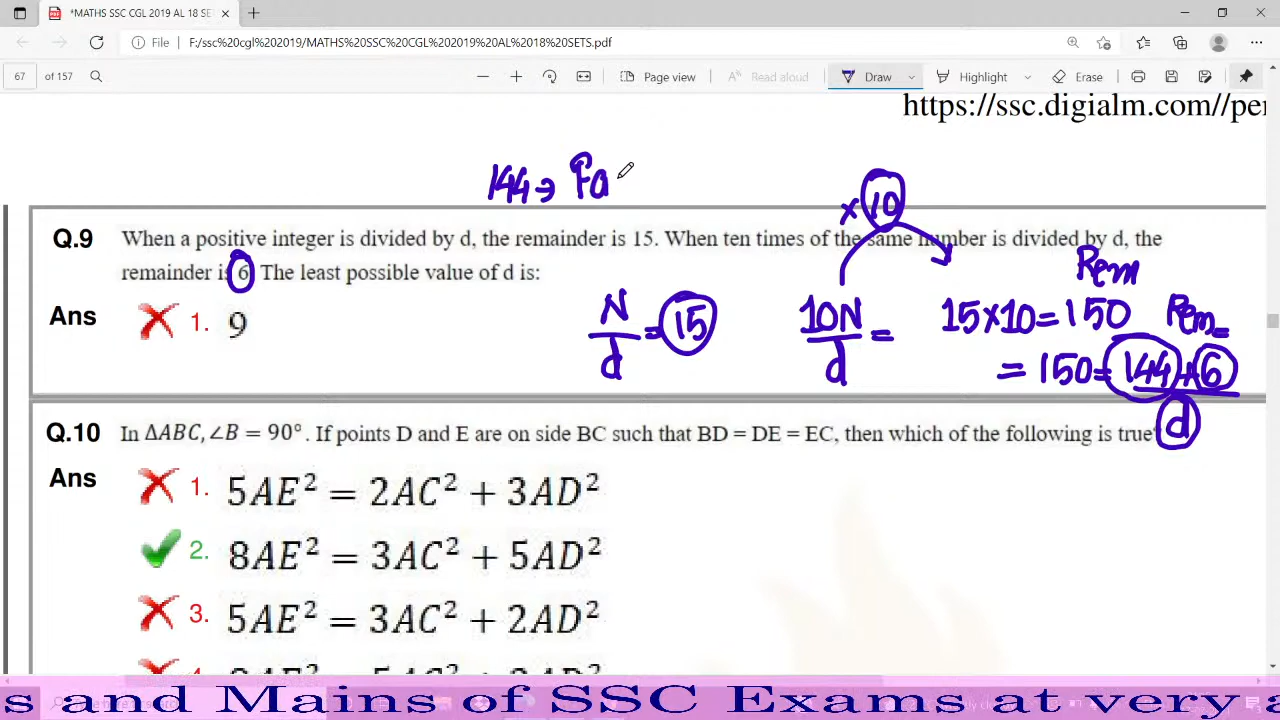 *MATHS SSC CGL 2019 AL 18 SE
File F:/ssc%20cgl%202019/MATHS%20SSC%20CGL%202019%20AL%2018%20SETS.pdf
67 of 157 Page view Read aloud Draw Highlight Erase
https://ssc.digialm.com//per
144 → Fa
× 10
Q.9 When a positive integer is divided by d, the remainder is 15. When ten times of the same number is divided by d, the
remainder is 6. The least possible value of d is:
Rem
Ans 1. 9
N/d = 15
10N/d = 15×10=150 Rem
= 150= 144+6/d
Q.10 In ΔABC, ∠B = 90°. If points D and E are on side BC such that BD = DE = EC, then which of the following is true
Ans 1. 5AE² = 2AC² + 3AD²
2. 8AE² = 3AC² + 5AD²
3. 5AE² = 3AC² + 2AD²
s and Mains of SSC Exams at very a